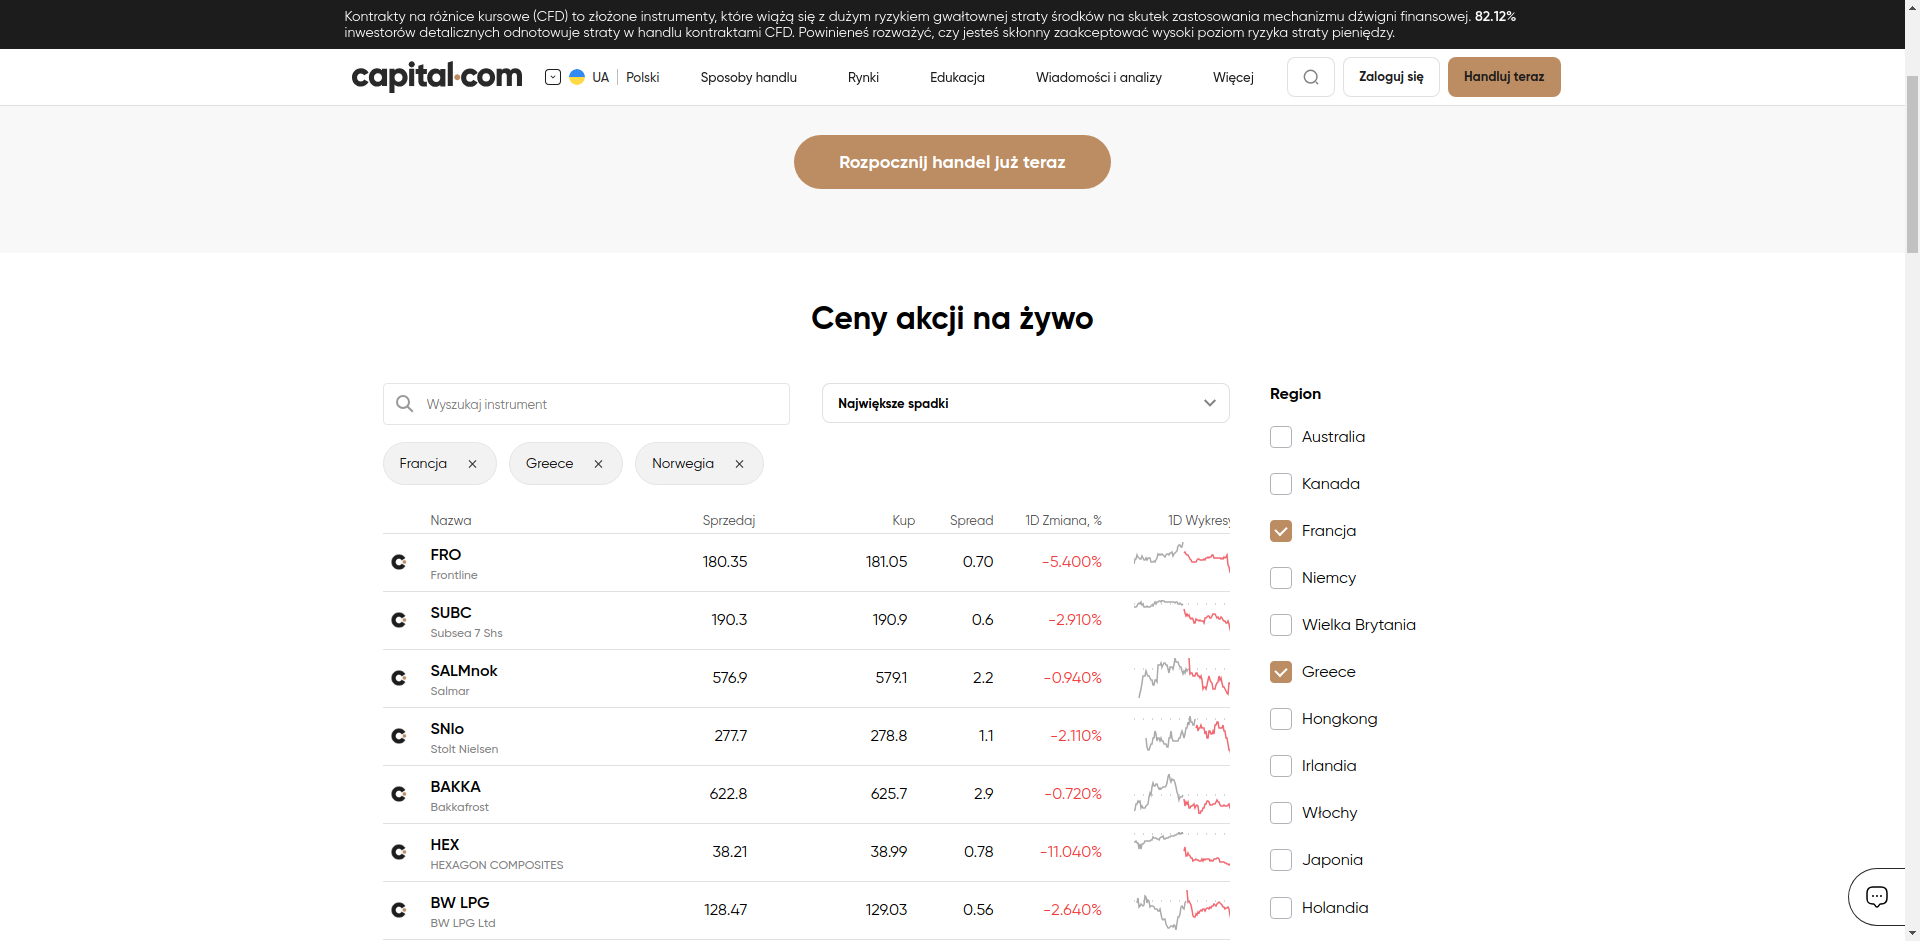 Kontrakty na różnice kursowe (CFD) to złożone instrumenty, które wiążą się z dużym ryzykiem gwałtownej straty środków na skutek zastosowania mechanizmu dźwigni finansowej. 82.12%
inwestorów detalicznych odnotowuje straty w handlu kontraktami CFD. Powinieneś rozważyć, czy jesteś skłonny zaakceptować wysoki poziom ryzyka straty pieniędzy.
capital.com UA Polski Sposoby handlu Rynki Edukacja Wiadomości i analizy Więcej Zaloguj się Handluj teraz
Rozpocznij handel już teraz
Ceny akcji na żywo
Wyszukaj instrument Największe spadki
Francja Greece Norwegia
Nazwa Sprzedaj Kup Spread 1D Zmiana, % 1D Wykresy
FRO 180.35 181.05 0.70 -5.400%
Frontline
SUBC 190.3 190.9 0.6 -2.910%
Subsea 7 Shs
SALMnok 576.9 579.1 2.2 -0.940%
Salmar
SNIo 277.7 278.8 1.1 -2.110%
Stolt Nielsen
BAKKA 622.8 625.7 2.9 -0.720%
Bakkafrost
HEX 38.21 38.99 0.78 -11.040%
HEXAGON COMPOSITES
BW LPG 128.47 129.03 0.56 -2.640%
BW LPG Ltd
Region
Australia
Kanada
Francja
Niemcy
Wielka Brytania
Greece
Hongkong
Irlandia
Włochy
Japonia
Holandia